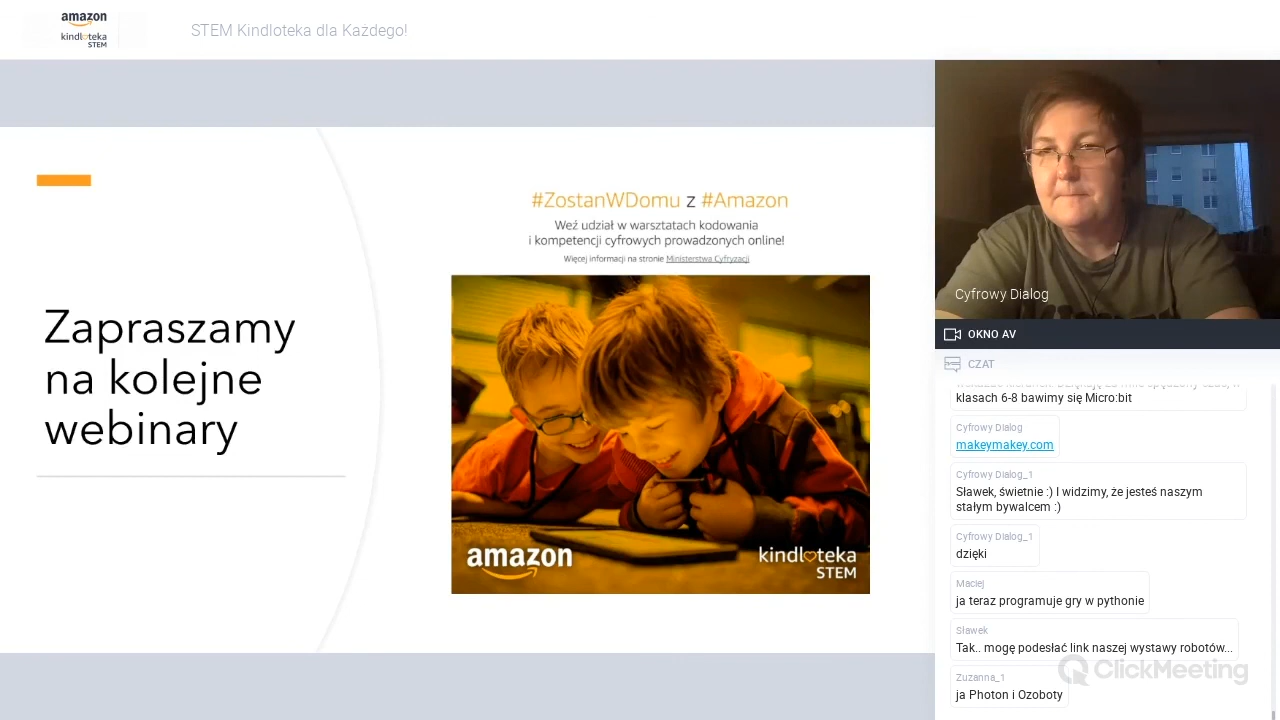 amazon
kindloteka
STEM
STEM Kindloteka dla Każdego!
Zapraszamy
na kolejne
webinary
#ZostanWDomu z #Amazon
Weź udział w warsztatach kodowania
i kompetencji cyfrowych prowadzonych online!
Więcej informacji na stronie Ministerstwa Cyfryzacji
amazon
kindloteka
STEM
Cyfrowy Dialog
OKNO AV
CZAT
klasach 6-8 bawimy się Micro:bit
Cyfrowy Dialog
makeymakey.com
Cyfrowy Dialog_1
Sławek, świetnie :) I widzimy, że jesteś naszym
stałym bywalcem :)
Cyfrowy Dialog_1
dzięki
Maciej
ja teraz programuje gry w pythonie
Sławek
Tak.. mogę podesłać link naszej wystawy robotów...
ClickMeeting
Zuzanna_1
ja Photon i Ozoboty